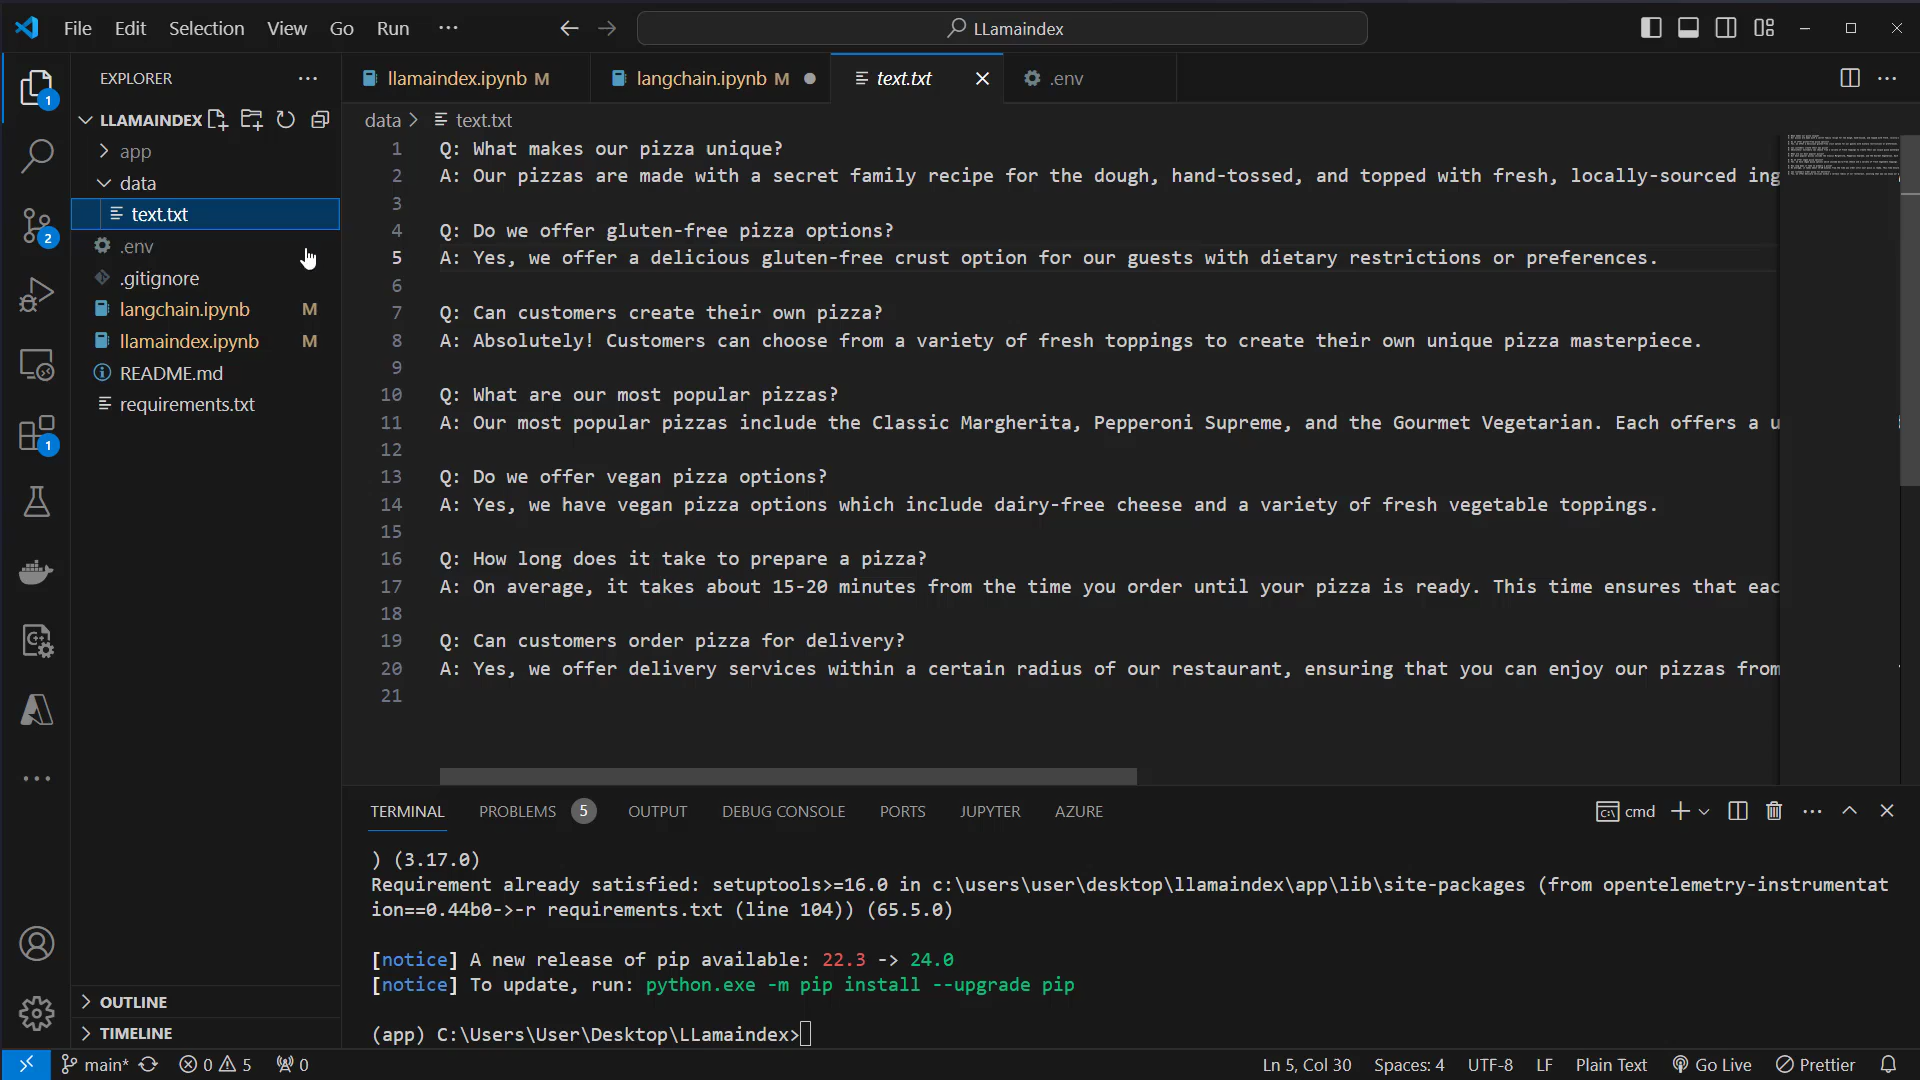 File Edit Selection View Go Run ···
LLamaindex
EXPLORER
LLAMAINDEX
app
data
text.txt
.env
.gitignore
langchain.ipynb M
llamaindex.ipynb M
README.md
requirements.txt
OUTLINE
TIMELINE
1
2
1
llamaindex.ipynb M
langchain.ipynb M
text.txt
.env
data > text.txt
1 Q: What makes our pizza unique?
2 A: Our pizzas are made with a secret family recipe for the dough, hand-tossed, and topped with fresh, locally-sourced ing
3
4 Q: Do we offer gluten-free pizza options?
5 A: Yes, we offer a delicious gluten-free crust option for our guests with dietary restrictions or preferences.
6
7 Q: Can customers create their own pizza?
8 A: Absolutely! Customers can choose from a variety of fresh toppings to create their own unique pizza masterpiece.
9
10 Q: What are our most popular pizzas?
11 A: Our most popular pizzas include the Classic Margherita, Pepperoni Supreme, and the Gourmet Vegetarian. Each offers a u
12
13 Q: Do we offer vegan pizza options?
14 A: Yes, we have vegan pizza options which include dairy-free cheese and a variety of fresh vegetable toppings.
15
16 Q: How long does it take to prepare a pizza?
17 A: On average, it takes about 15-20 minutes from the time you order until your pizza is ready. This time ensures that eac
18
19 Q: Can customers order pizza for delivery?
20 A: Yes, we offer delivery services within a certain radius of our restaurant, ensuring that you can enjoy our pizzas from
21
TERMINAL PROBLEMS 5 OUTPUT DEBUG CONSOLE PORTS JUPYTER AZURE
cmd
) (3.17.0)
Requirement already satisfied: setuptools>=16.0 in c:\users\user\desktop\llamaindex\app\lib\site-packages (from opentelemetry-instrumentat
ion==0.44b0->-r requirements.txt (line 104)) (65.5.0)
[notice] A new release of pip available: 22.3 -> 24.0
[notice] To update, run: python.exe -m pip install --upgrade pip
(app) C:\Users\User\Desktop\LLamaindex>
main* 0 5 0
Ln 5, Col 30 Spaces: 4 UTF-8 LF Plain Text Go Live Prettier